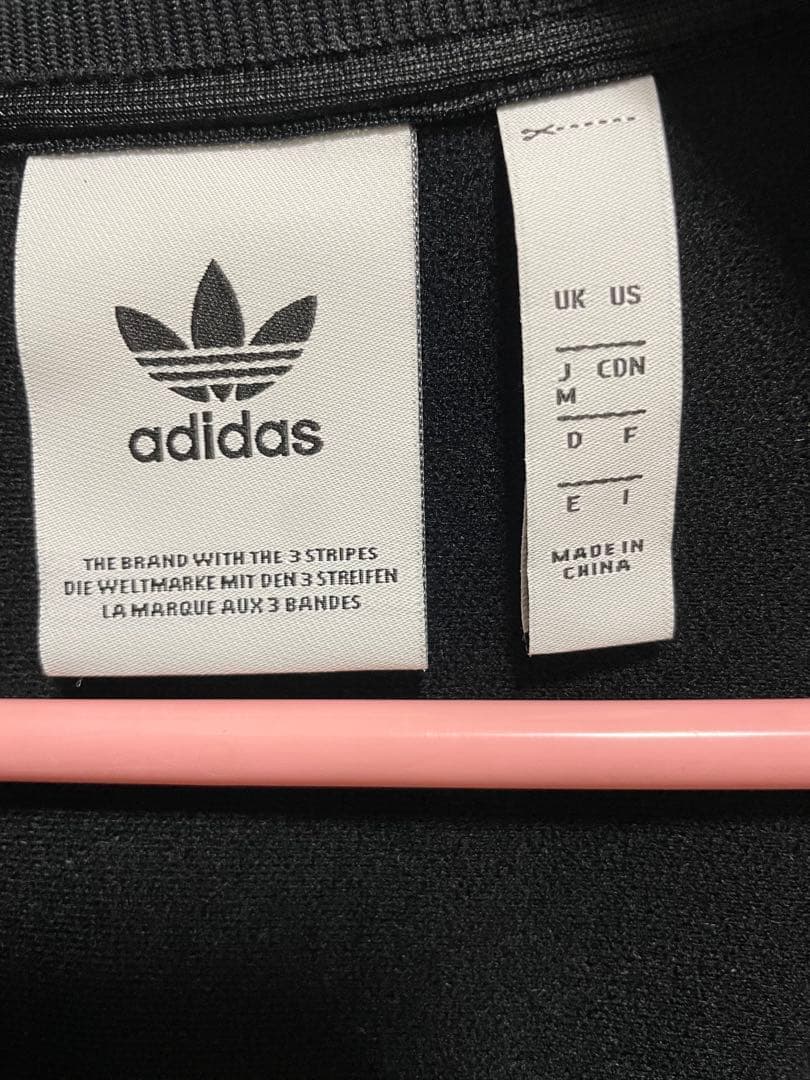 adidas
THE BRAND WITH THE 3 STRIPES
DIE WELTMARKE MIT DEN 3 STREIFEN
LA MARQUE AUX 3 BANDES
UK US
J CDN
M
D F
E I
MADE IN
CHINA